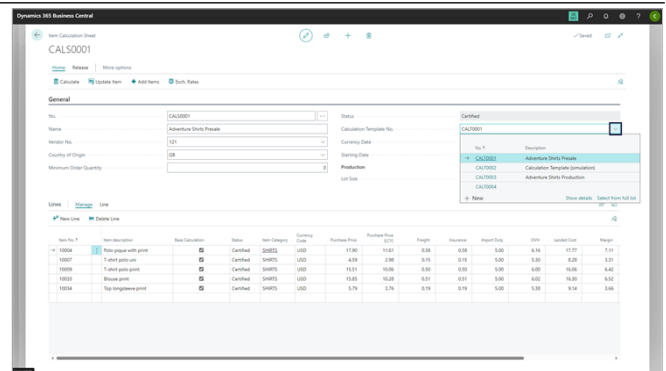 Dynamics 365 Business Central
Item Calculation Sheet
Saved
CALS0001
Home Release More options
Calculate Update Item Add Items Exch. Rates
General
No. CALS0001 Status Certified
Name Adventure Shirts Presale Calculation Template No. CALT0001
Vendor No. 121 Currency Date
Country of Origin GB Starting Date
Minimum Order Quantity 0 Production
Lot Size
No. Description
CALT0001 Adventure Shirts Presale
CALT0002 Calculation Template (simulation)
CALT0003 Adventure Shirts Production
CALT0004
+ New Show details Select from full list
Lines Manage Line
New Line Delete Line
Item No. Item description Base Calculation Status Item Category Currency Code Purchase Price Purchase Price (LCY) Freight Insurance Import Duty Landed Cost Margin
10004 Polo pique with print Certified SHIRTS USD 17.90 11.61 0.58 0.58 5.00 6.16 17.77 7.11
10007 T-shirt polo uni Certified SHIRTS USD 4.59 2.98 0.15 0.15 5.00 5.30 8.28 3.31
10009 T-shirt polo print Certified SHIRTS USD 15.51 10.06 0.50 0.50 5.00 6.00 16.06 6.42
10033 Blouse print Certified SHIRTS USD 15.85 10.28 0.51 0.51 5.00 6.02 16.30 6.52
10034 Top longsleeve print Certified SHIRTS USD 5.79 3.76 0.19 0.19 5.00 5.38 9.14 3.66